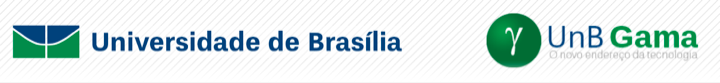 Universidade de Brasília
γ UnB Gama
O novo endereço da tecnologia